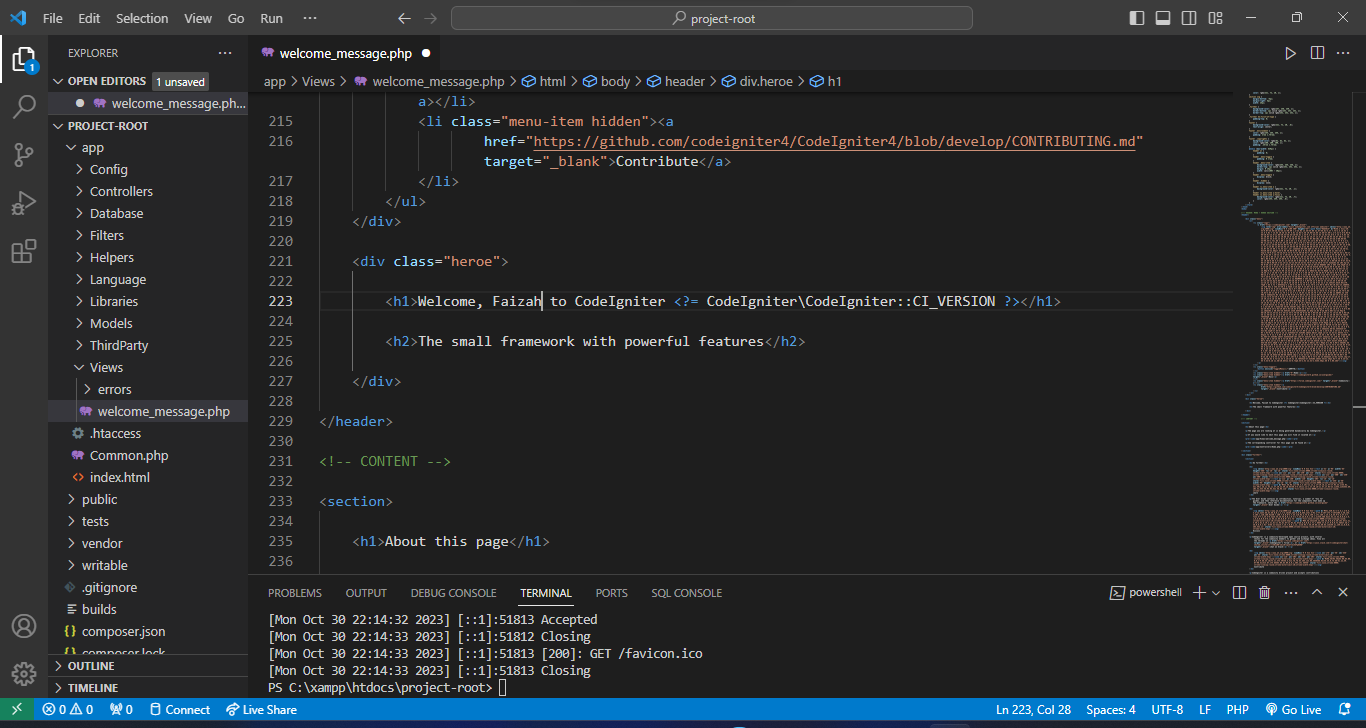 File Edit Selection View Go Run ··· project-root
EXPLORER ···
OPEN EDITORS 1 unsaved
welcome_message.ph...
PROJECT-ROOT
app
Config
Controllers
Database
Filters
Helpers
Language
Libraries
Models
ThirdParty
Views
errors
welcome_message.php
.htaccess
Common.php
index.html
public
tests
vendor
writable
.gitignore
builds
composer.json
composer.lock
OUTLINE
TIMELINE
1
welcome_message.php
app > Views > welcome_message.php > html > body > header > div.heroe > h1
a></li>
215 <li class="menu-item hidden"><a
216 href="https://github.com/codeigniter4/CodeIgniter4/blob/develop/CONTRIBUTING.md"
target="_blank">Contribute</a>
217 </li>
218 </ul>
219 </div>
220
221 <div class="heroe">
222
223 <h1>Welcome, Faizah to CodeIgniter <?= CodeIgniter\CodeIgniter::CI_VERSION ?></h1>
224
225 <h2>The small framework with powerful features</h2>
226
227 </div>
228
229 </header>
230
231 <!-- CONTENT -->
232
233 <section>
234
235 <h1>About this page</h1>
236
PROBLEMS OUTPUT DEBUG CONSOLE TERMINAL PORTS SQL CONSOLE powershell
[Mon Oct 30 22:14:32 2023] [::1]:51813 Accepted
[Mon Oct 30 22:14:33 2023] [::1]:51812 Closing
[Mon Oct 30 22:14:33 2023] [::1]:51813 [200]: GET /favicon.ico
[Mon Oct 30 22:14:33 2023] [::1]:51813 Closing
PS C:\xampp\htdocs\project-root>
0 0 0 Connect Live Share Ln 223, Col 28 Spaces: 4 UTF-8 LF PHP Go Live